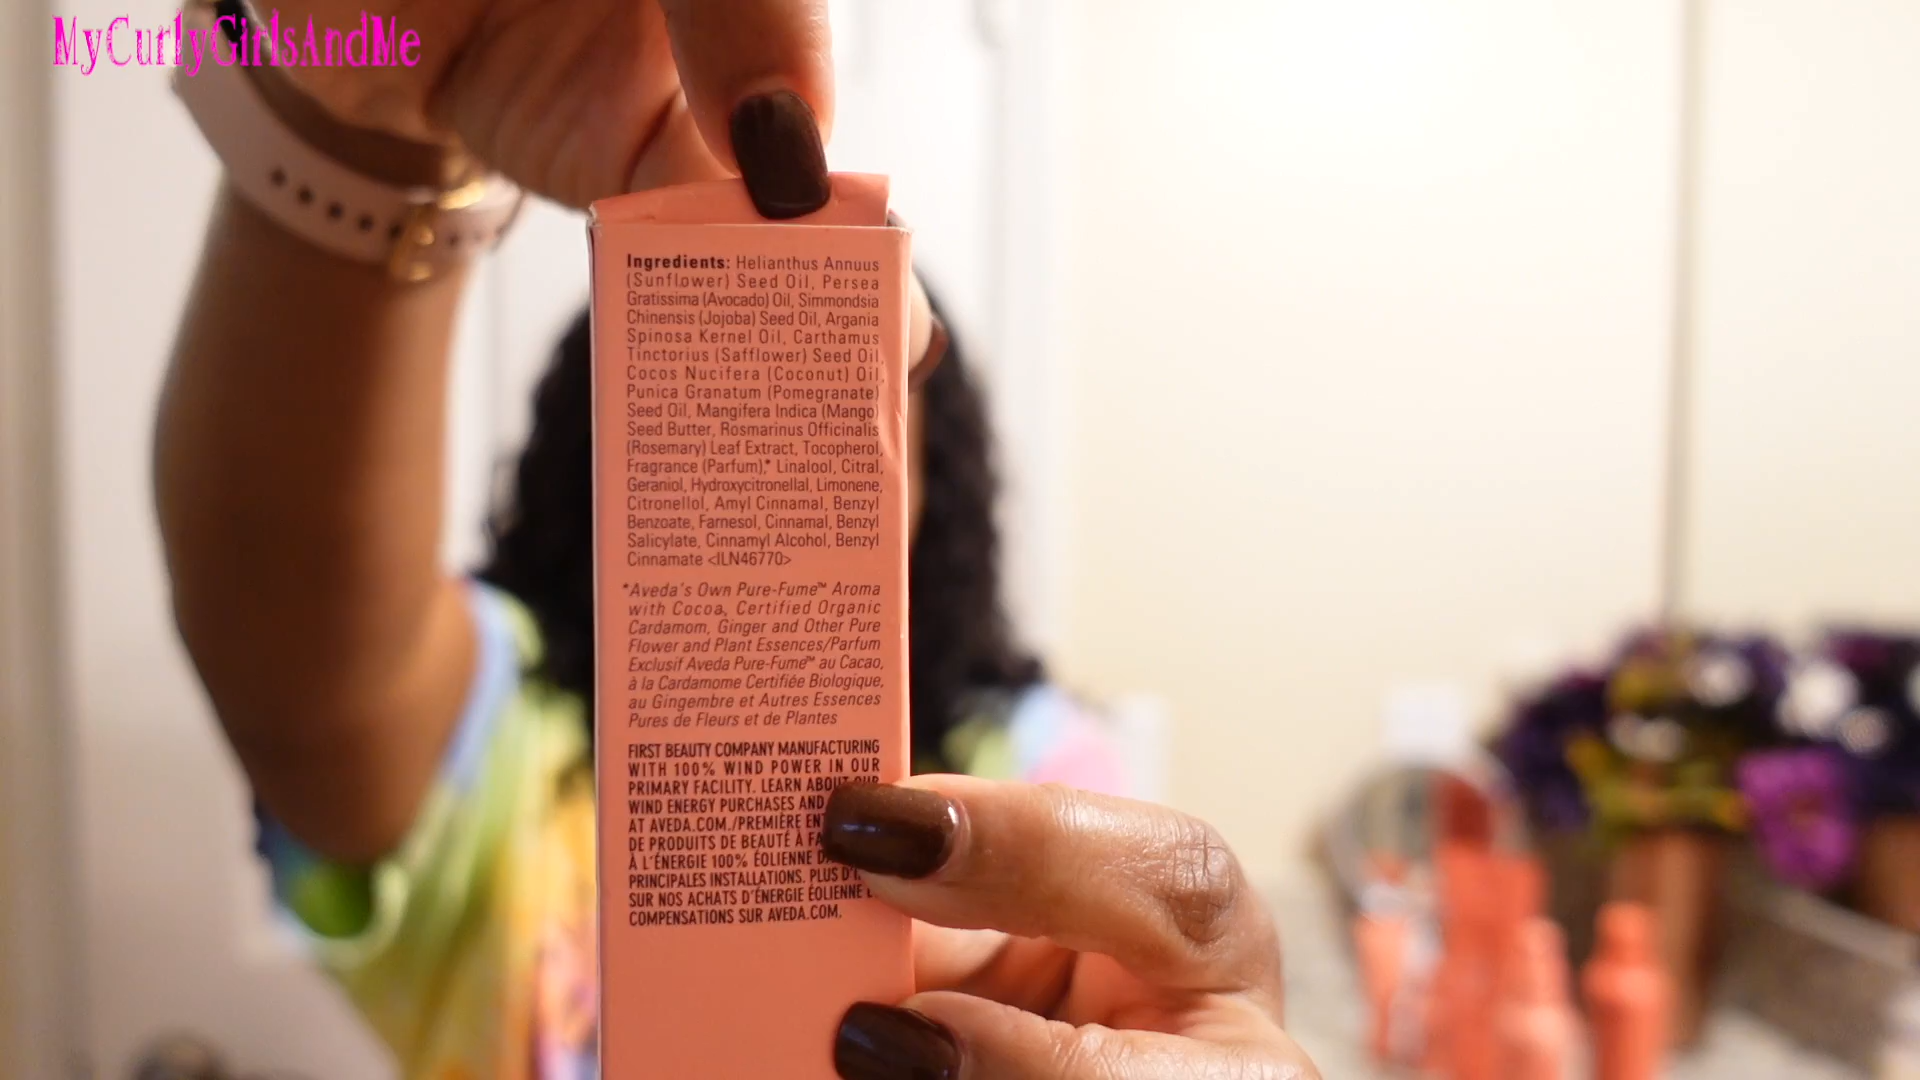 MyCurlyGirlsAndMe
Ingredients: Helianthus Annuus
(Sunflower) Seed Oil, Persea
Gratissima (Avocado) Oil, Simmondsia
Chinensis (Jojoba) Seed Oil, Argania
Spinosa Kernel Oil, Carthamus
Tinctorius (Safflower) Seed Oil,
Cocos Nucifera (Coconut) Oil,
Punica Granatum (Pomegranate)
Seed Oil, Mangifera Indica (Mango)
Seed Butter, Rosmarinus Officinalis
(Rosemary) Leaf Extract, Tocopherol,
Fragrance (Parfum),* Linalool, Citral,
Geraniol, Hydroxycitronellal, Limonene,
Citronellol, Amyl Cinnamal, Benzyl
Benzoate, Farnesol, Cinnamal, Benzyl
Salicylate, Cinnamyl Alcohol, Benzyl
Cinnamate <ILN46770>
*Aveda's Own Pure-Fume™ Aroma
with Cocoa, Certified Organic
Cardamom, Ginger and Other Pure
Flower and Plant Essences/Parfum
Exclusif Aveda Pure-Fume™ au Cacao,
à la Cardamome Certifiée Biologique,
au Gingembre et Autres Essences
Pures de Fleurs et de Plantes
FIRST BEAUTY COMPANY MANUFACTURING
WITH 100% WIND POWER IN OUR
PRIMARY FACILITY. LEARN ABOUT OUR
WIND ENERGY PURCHASES AND
AT AVEDA.COM./PREMIÈRE
DE PRODUITS DE BEAUTÉ À
À L'ÉNERGIE 100% ÉOLIENNE
PRINCIPALES INSTALLATIONS. PLUS
SUR NOS ACHATS D'ÉNERGIE ÉOLIENNE
COMPENSATIONS SUR AVEDA.COM.